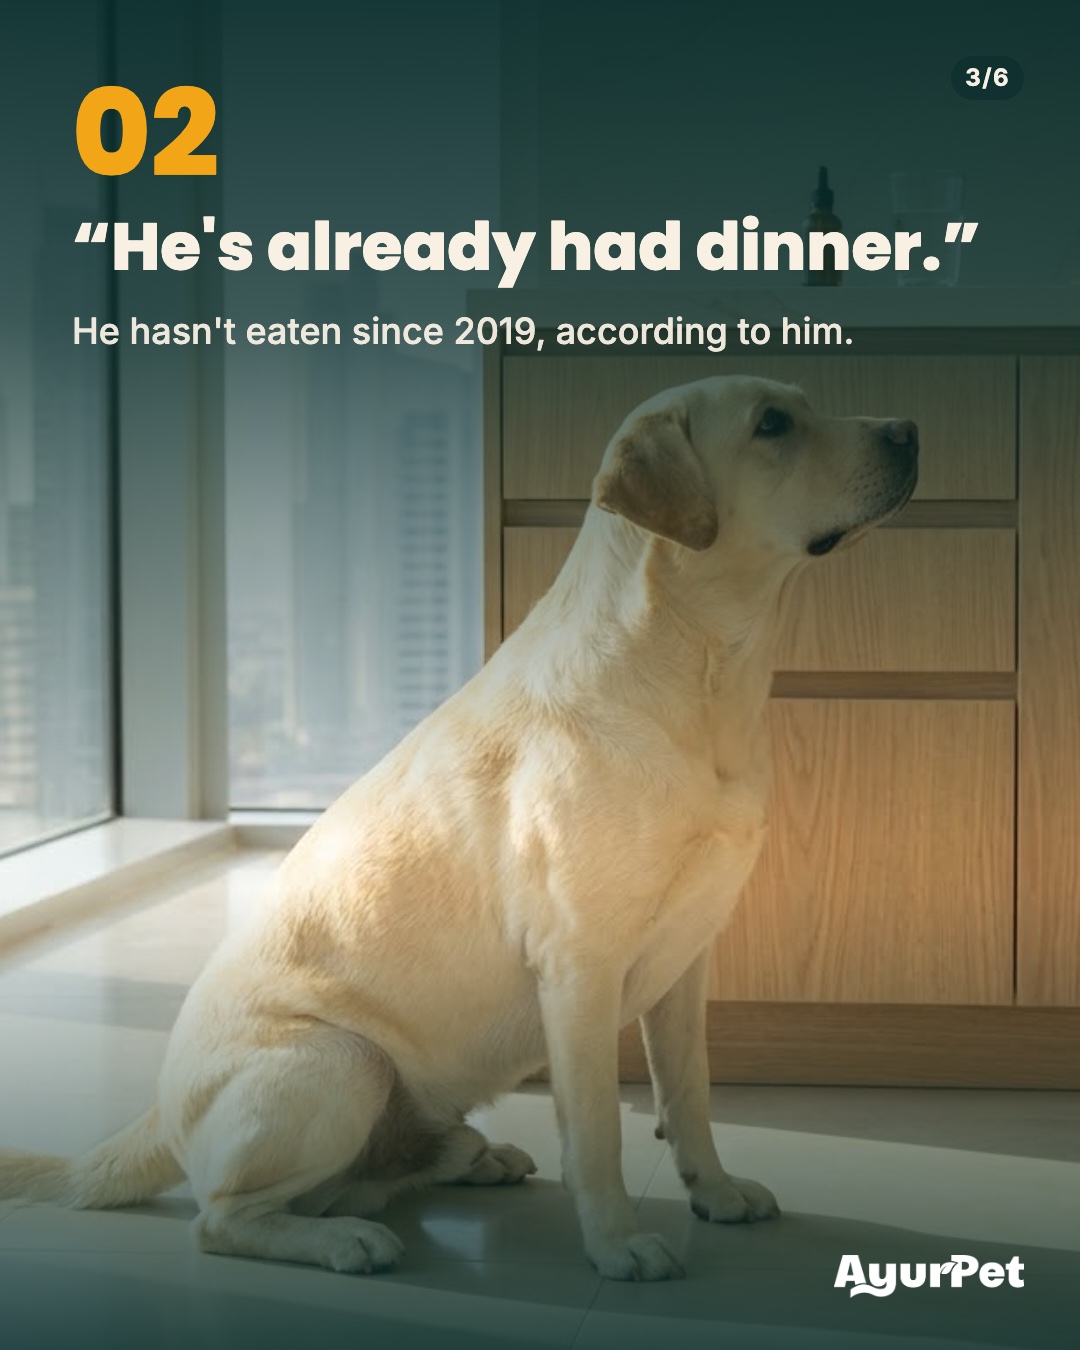 3/6
02
“He's already had dinner.”
He hasn't eaten since 2019, according to him.
AyurPet